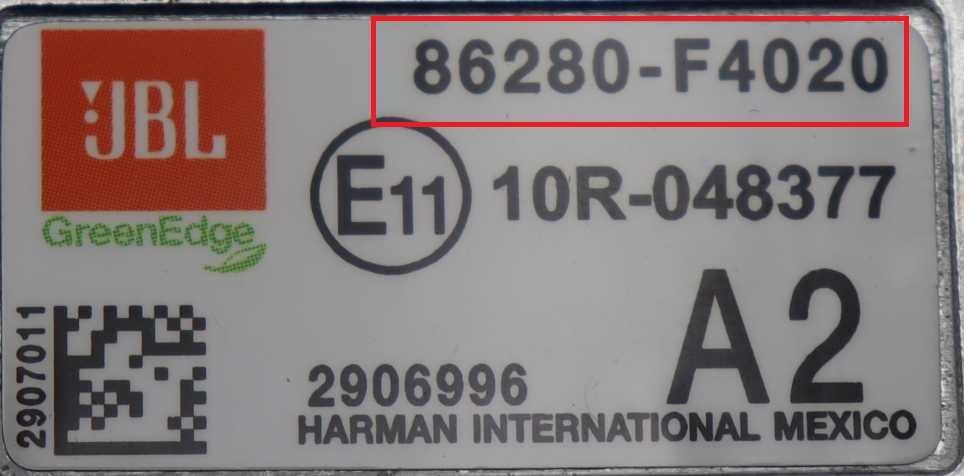 JBL
GreenEdge
86280-F4020
E11 10R-048377
A2
2907011
2906996
HARMAN INTERNATIONAL MEXICO